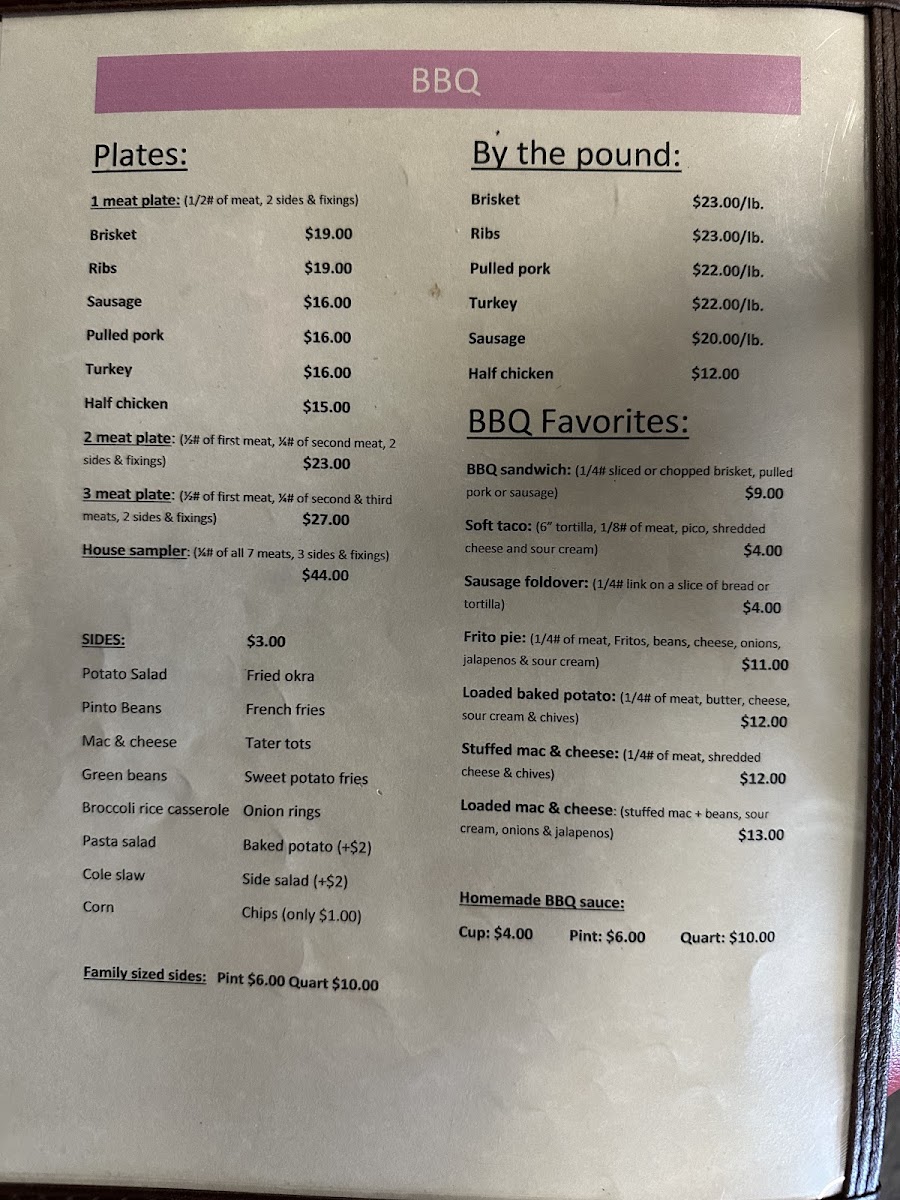 BBQ
Plates:
1 meat plate: (1/2# of meat, 2 sides & fixings)
Brisket $19.00
Ribs $19.00
Sausage $16.00
Pulled pork $16.00
Turkey $16.00
Half chicken $15.00
2 meat plate: (½# of first meat, ¼# of second meat, 2
sides & fixings) $23.00
3 meat plate: (½# of first meat, ¼# of second & third
meats, 2 sides & fixings) $27.00
House sampler: (¼# of all 7 meats, 3 sides & fixings)
$44.00
SIDES: $3.00
Potato Salad Fried okra
Pinto Beans French fries
Mac & cheese Tater tots
Green beans Sweet potato fries
Broccoli rice casserole Onion rings
Pasta salad Baked potato (+$2)
Cole slaw Side salad (+$2)
Corn Chips (only $1.00)
Family sized sides: Pint $6.00 Quart $10.00
By the pound:
Brisket $23.00/lb.
Ribs $23.00/lb.
Pulled pork $22.00/lb.
Turkey $22.00/lb.
Sausage $20.00/lb.
Half chicken $12.00
BBQ Favorites:
BBQ sandwich: (1/4# sliced or chopped brisket, pulled
pork or sausage) $9.00
Soft taco: (6" tortilla, 1/8# of meat, pico, shredded
cheese and sour cream) $4.00
Sausage foldover: (1/4# link on a slice of bread or
tortilla) $4.00
Frito pie: (1/4# of meat, Fritos, beans, cheese, onions,
jalapenos & sour cream) $11.00
Loaded baked potato: (1/4# of meat, butter, cheese,
sour cream & chives) $12.00
Stuffed mac & cheese: (1/4# of meat, shredded
cheese & chives) $12.00
Loaded mac & cheese: (stuffed mac + beans, sour
cream, onions & jalapenos) $13.00
Homemade BBQ sauce:
Cup: $4.00 Pint: $6.00 Quart: $10.00